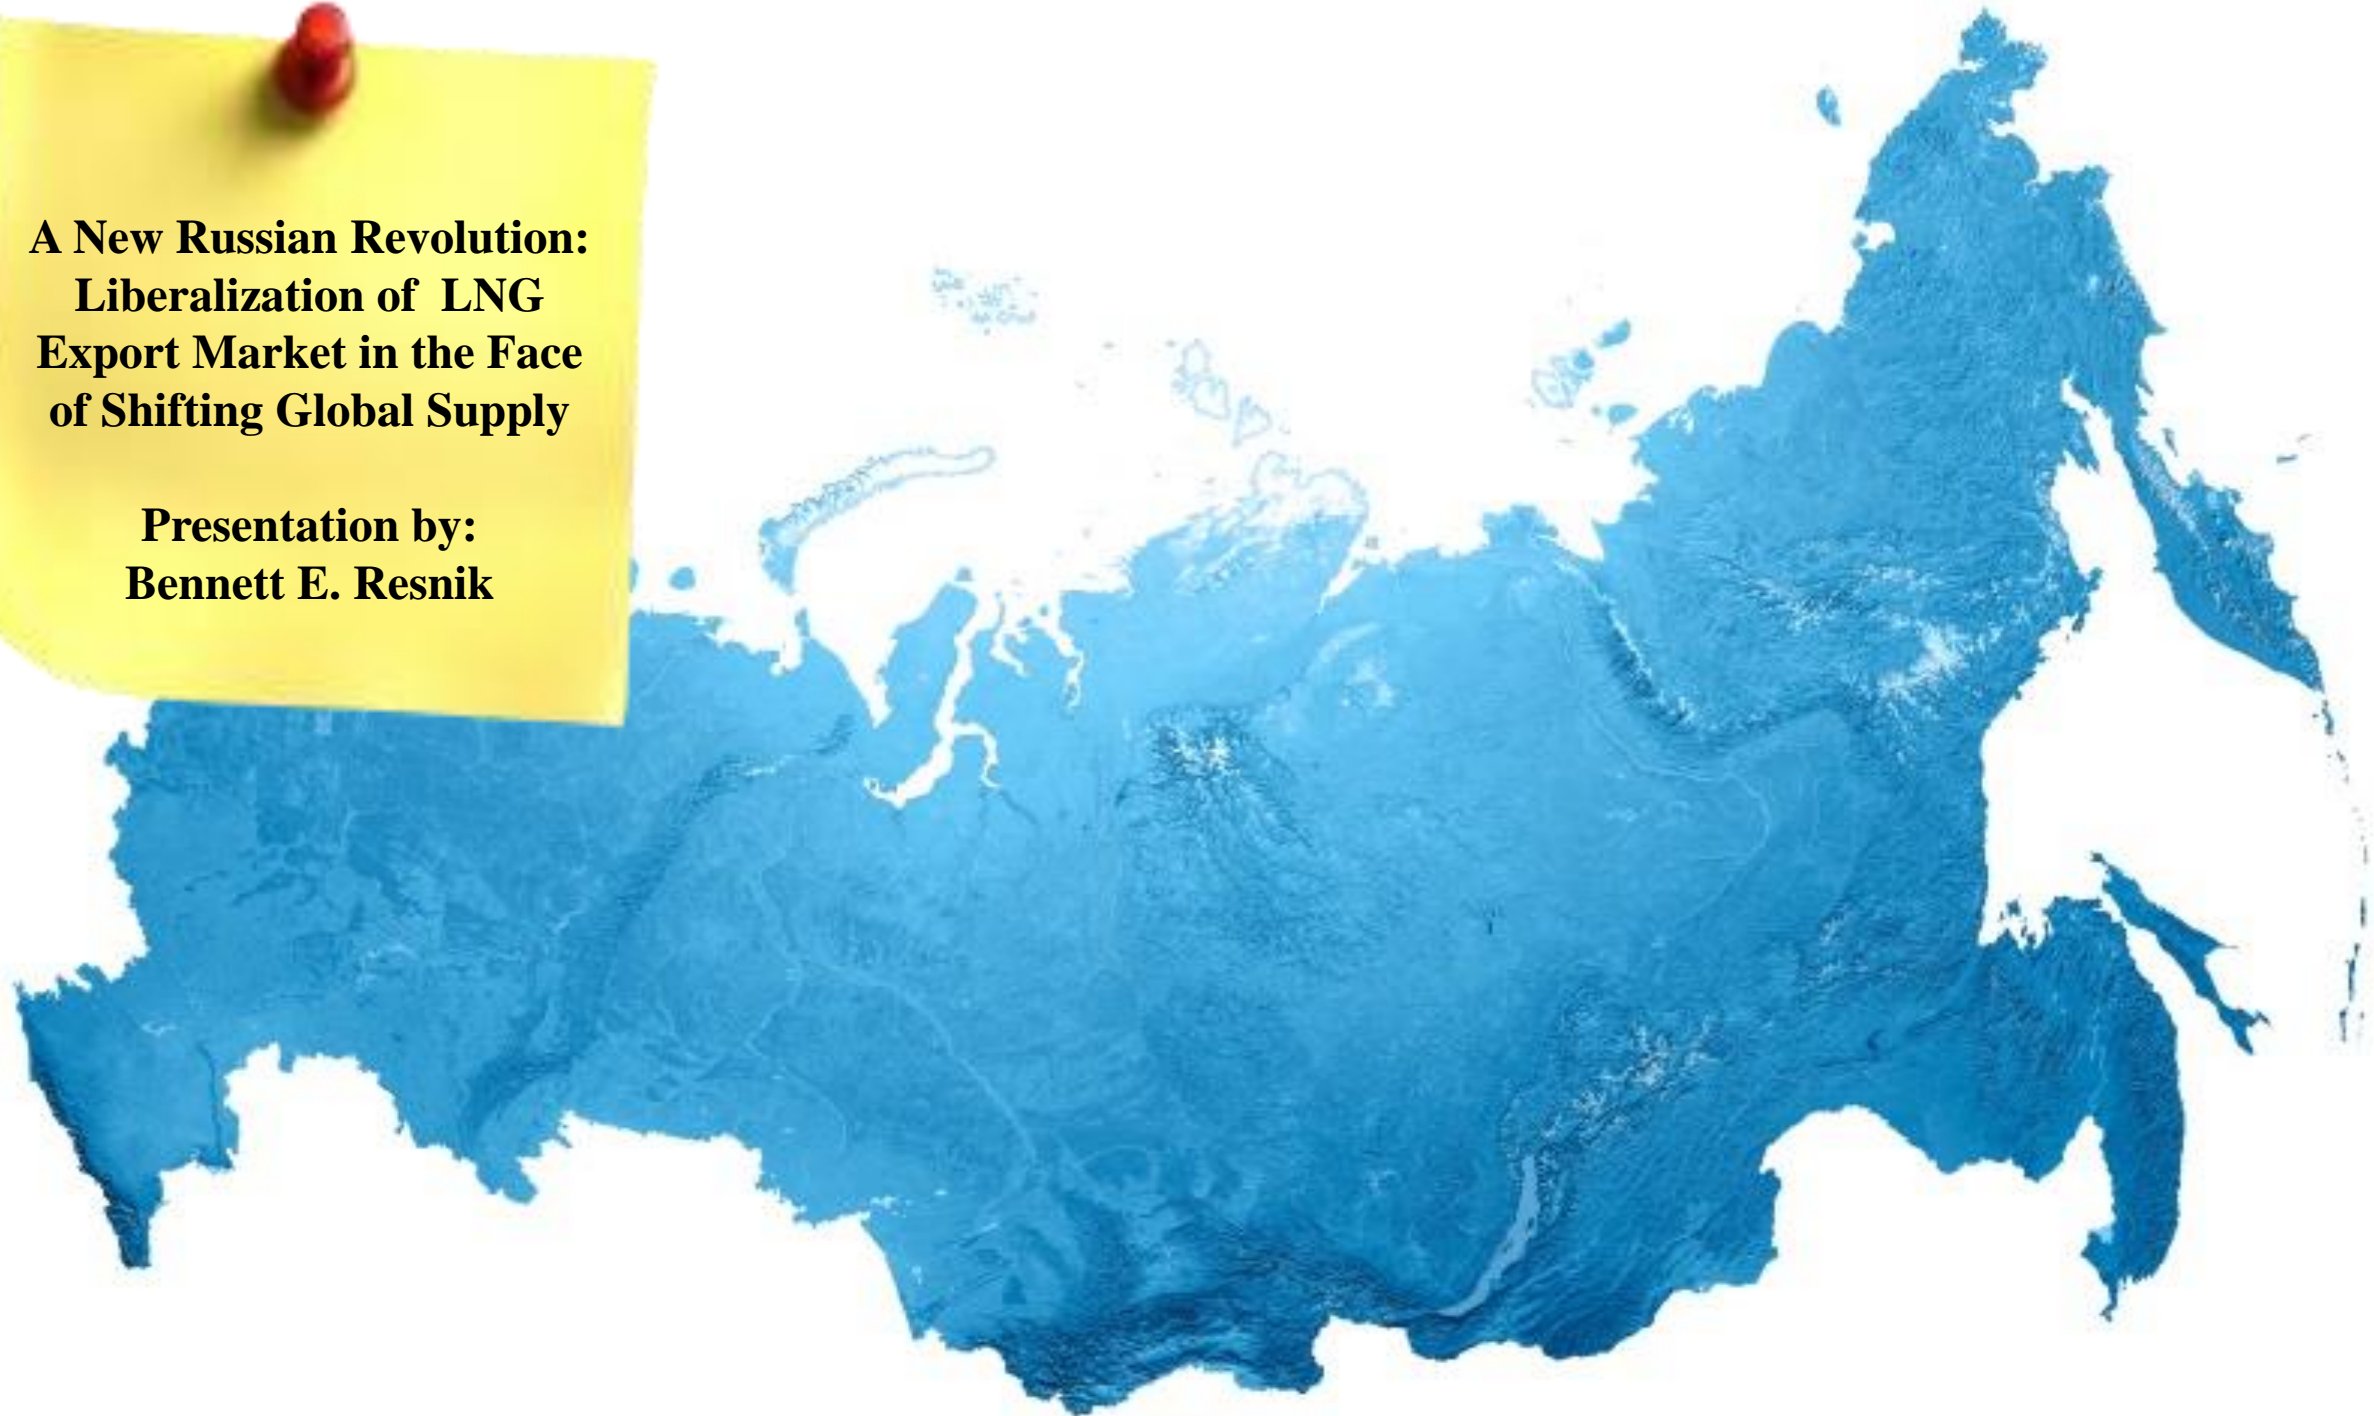 A New Russian Revolution:
Liberalization of LNG
Export Market in the Face
of Shifting Global Supply
Presentation by:
Bennett E. Resnik